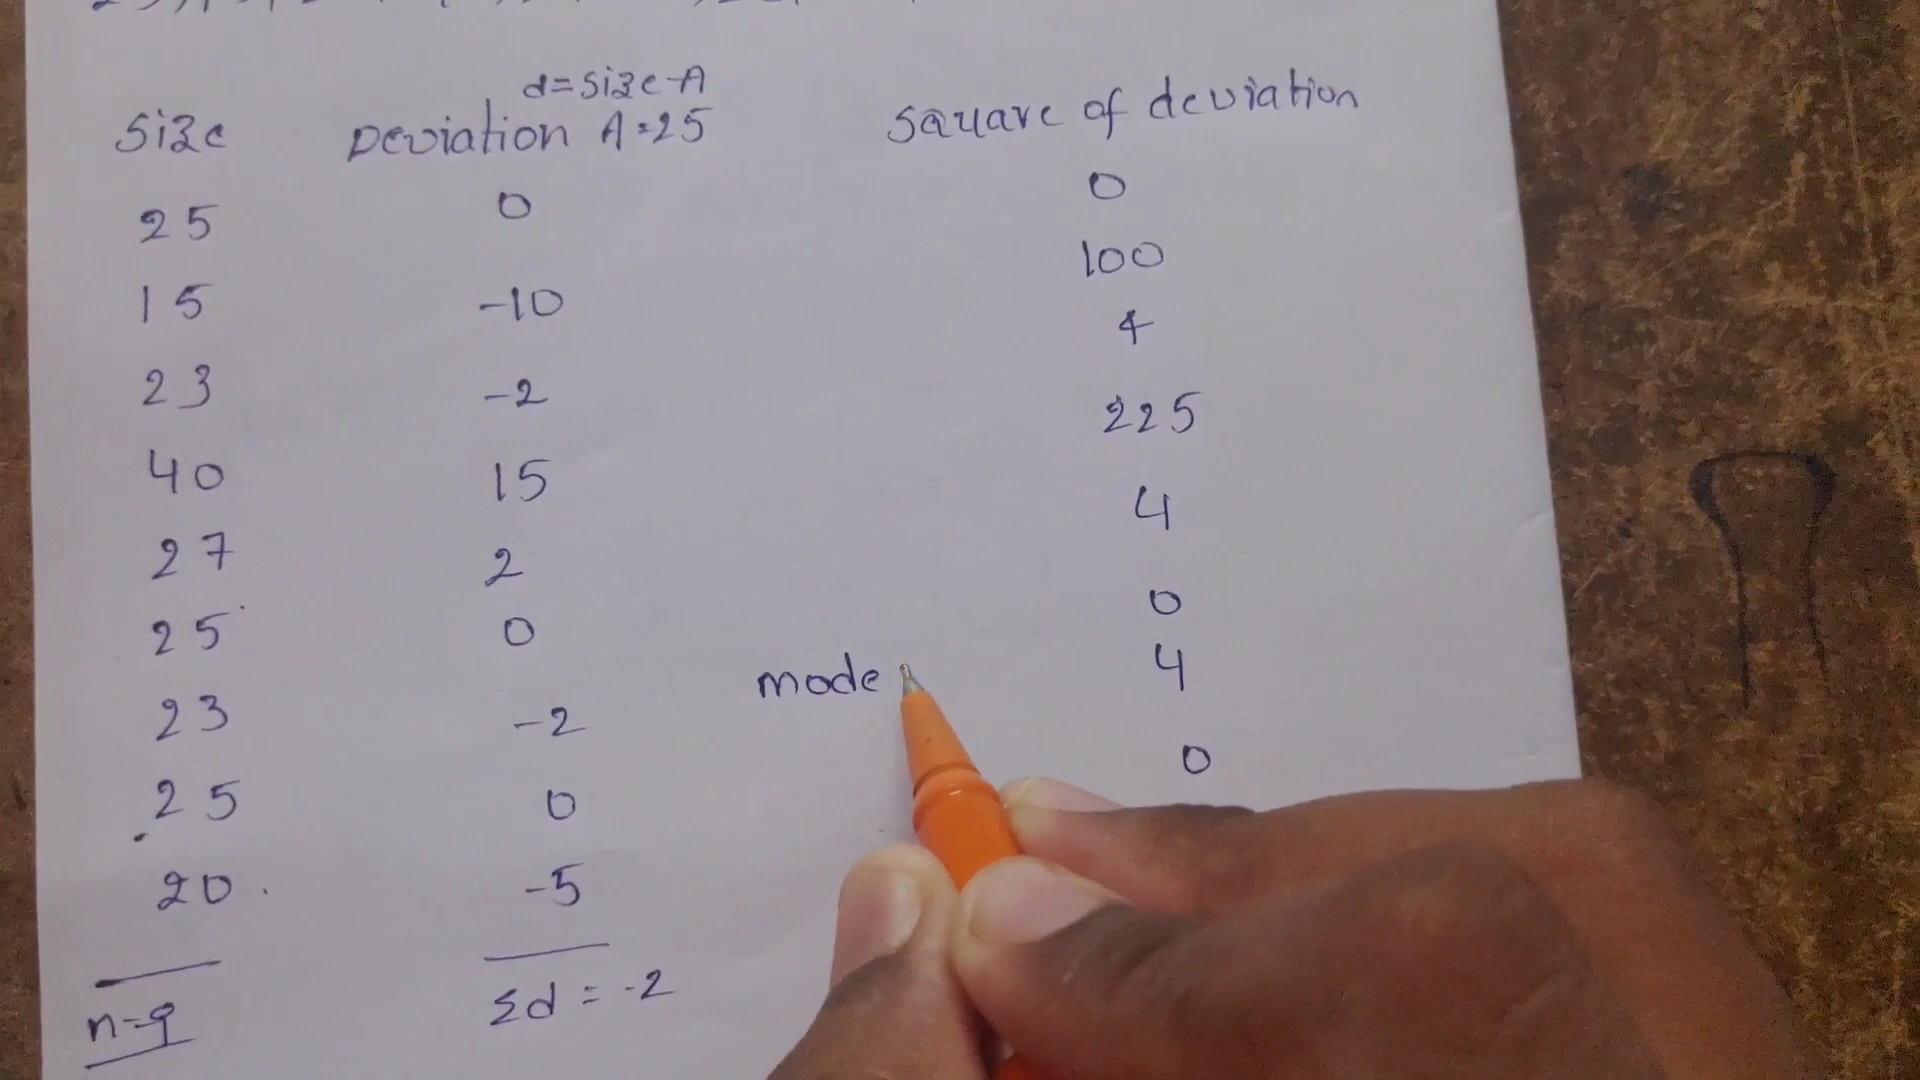 d=Size-A
Size Deviation A=25 Square of deviation
25 0 0
15 -10 100
23 -2 4
40 15 225
27 2 4
25 0 0
23 -2 4
mode
25 0 0
20 -5
n=9 Σd = -2